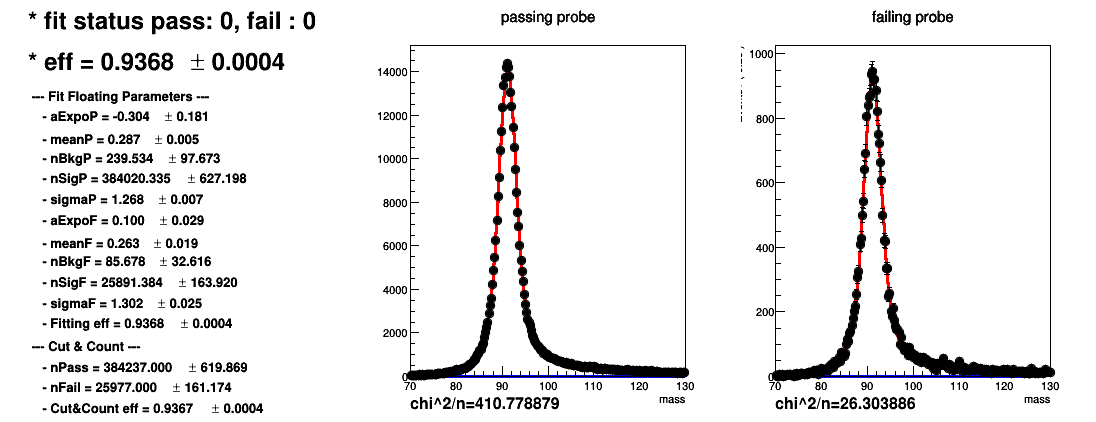 * fit status pass: 0, fail : 0
* eff = 0.9368 ± 0.0004
--- Fit Floating Parameters ---
- aExpoP = -0.304 ± 0.181
- meanP = 0.287 ± 0.005
- nBkgP = 239.534 ± 97.673
- nSigP = 384020.335 ± 627.198
- sigmaP = 1.268 ± 0.007
- aExpoF = 0.100 ± 0.029
- meanF = 0.263 ± 0.019
- nBkgF = 85.678 ± 32.616
- nSigF = 25891.384 ± 163.920
- sigmaF = 1.302 ± 0.025
- Fitting eff = 0.9368 ± 0.0004
--- Cut & Count ---
- nPass = 384237.000 ± 619.869
- nFail = 25977.000 ± 161.174
- Cut&Count eff = 0.9367 ± 0.0004
passing probe
14000
12000
10000
8000
6000
4000
2000
0
70 80 90 100 110 120 130
mass
chi^2/n=410.778879
failing probe
1000
800
600
400
200
0
70 80 90 100 110 120 130
mass
chi^2/n=26.303886